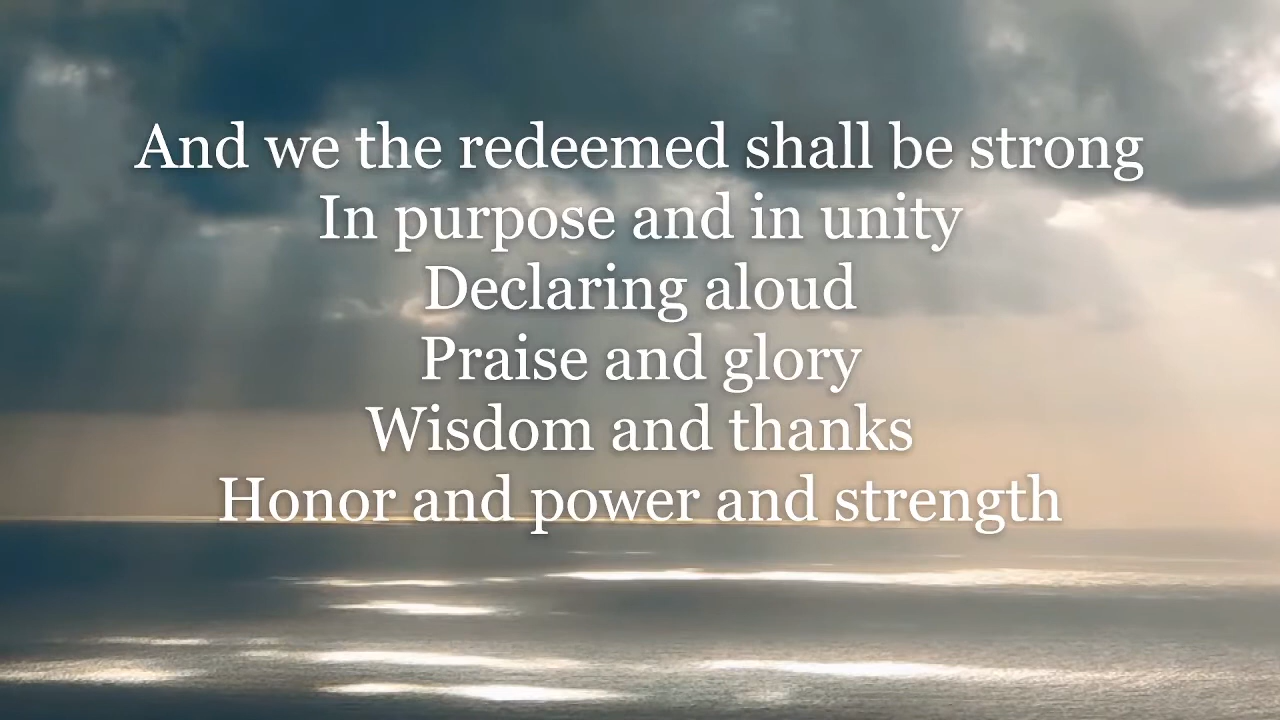 And we the redeemed shall be strong
In purpose and in unity
Declaring aloud
Praise and glory
Wisdom and thanks
Honor and power and strength